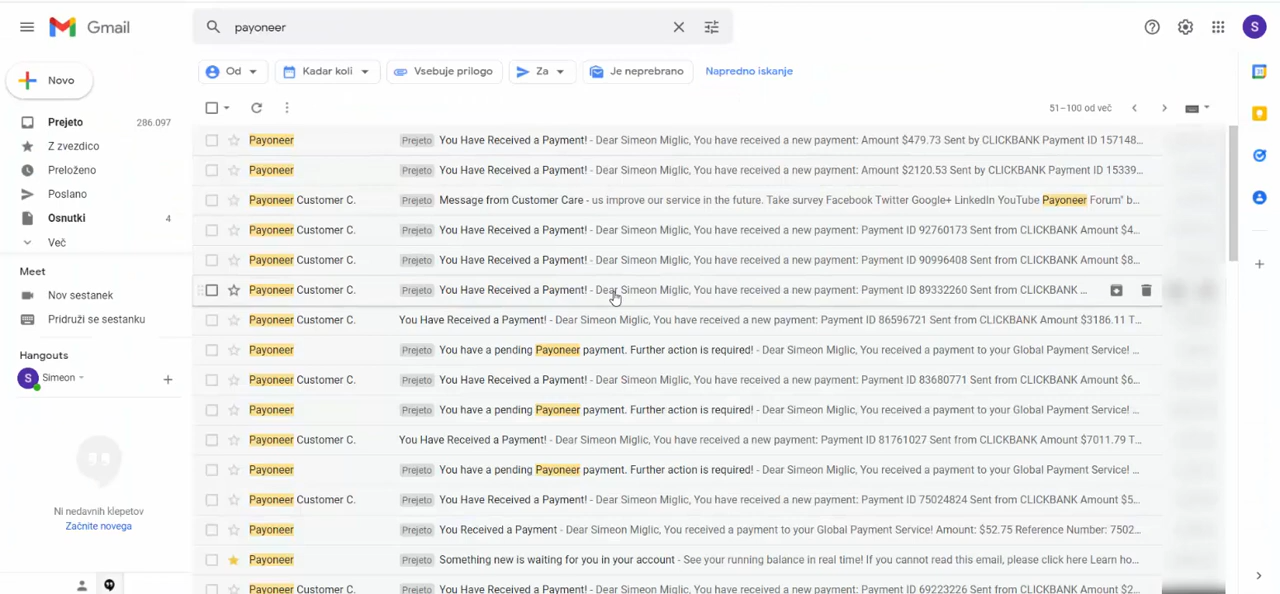 Gmail
payoneer
S
Od
Kadar koli
Vsebuje prilogo
Za
Je neprebrano
Napredno iskanje
Novo
51–100 od več
Prejeto 286.097
Z zvezdico
Preloženo
Poslano
Osnutki 4
Več
Meet
Nov sestanek
Pridruži se sestanku
Hangouts
S Simeon
Ni nedavnih klepetov
Začnite novega
Payoneer Prejeto You Have Received a Payment! - Dear Simeon Miglic, You have received a new payment: Amount $479.73 Sent by CLICKBANK Payment ID 157148...
Payoneer Prejeto You Have Received a Payment! - Dear Simeon Miglic, You have received a new payment: Amount $2120.53 Sent by CLICKBANK Payment ID 15339...
Payoneer Customer C. Prejeto Message from Customer Care - us improve our service in the future. Take survey Facebook Twitter Google+ LinkedIn YouTube Payoneer Forum" b...
Payoneer Customer C. Prejeto You Have Received a Payment! - Dear Simeon Miglic, You have received a new payment: Payment ID 92760173 Sent from CLICKBANK Amount $4...
Payoneer Customer C. Prejeto You Have Received a Payment! - Dear Simeon Miglic, You have received a new payment: Payment ID 90996408 Sent from CLICKBANK Amount $8...
Payoneer Customer C. Prejeto You Have Received a Payment! - Dear Simeon Miglic, You have received a new payment: Payment ID 89332260 Sent from CLICKBANK ...
Payoneer Customer C. You Have Received a Payment! - Dear Simeon Miglic, You have received a new payment: Payment ID 86596721 Sent from CLICKBANK Amount $3186.11 T...
Payoneer Prejeto You have a pending Payoneer payment. Further action is required! - Dear Simeon Miglic, You received a payment to your Global Payment Service! ...
Payoneer Customer C. Prejeto You Have Received a Payment! - Dear Simeon Miglic, You have received a new payment: Payment ID 83680771 Sent from CLICKBANK Amount $6...
Payoneer Prejeto You have a pending Payoneer payment. Further action is required! - Dear Simeon Miglic, You received a payment to your Global Payment Service! ...
Payoneer Customer C. You Have Received a Payment! - Dear Simeon Miglic, You have received a new payment: Payment ID 81761027 Sent from CLICKBANK Amount $7011.79 T...
Payoneer Prejeto You have a pending Payoneer payment. Further action is required! - Dear Simeon Miglic, You received a payment to your Global Payment Service! ...
Payoneer Customer C. Prejeto You Have Received a Payment! - Dear Simeon Miglic, You have received a new payment: Payment ID 75024824 Sent from CLICKBANK Amount $5...
Payoneer Prejeto You Received a Payment - Dear Simeon Miglic, You received a payment to your Global Payment Service! Amount: $52.75 Reference Number: 7502...
Payoneer Prejeto Something new is waiting for you in your account - See your running balance in real time! If you cannot read this email, please click here Learn ho...
Payoneer Customer C. Prejeto You Have Received a Payment! - Dear Simeon Miglic, You have received a new payment: Payment ID 69223226 Sent from CLICKBANK Amount $2...